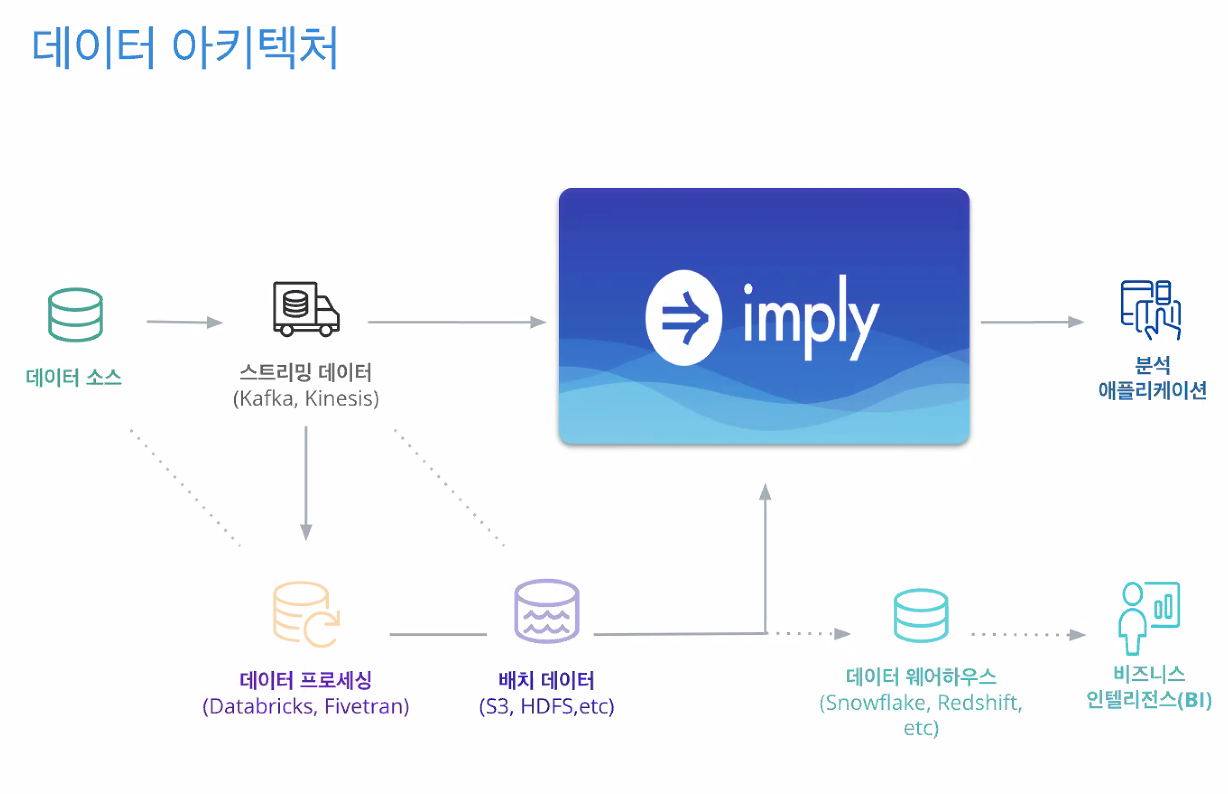 데이터 아키텍처
imply
데이터 소스
스트리밍 데이터
(Kafka, Kinesis)
분석
애플리케이션
데이터 프로세싱
(Databricks, Fivetran)
배치 데이터
(S3, HDFS,etc)
데이터 웨어하우스
(Snowflake, Redshift,
etc)
비즈니스
인텔리전스(BI)